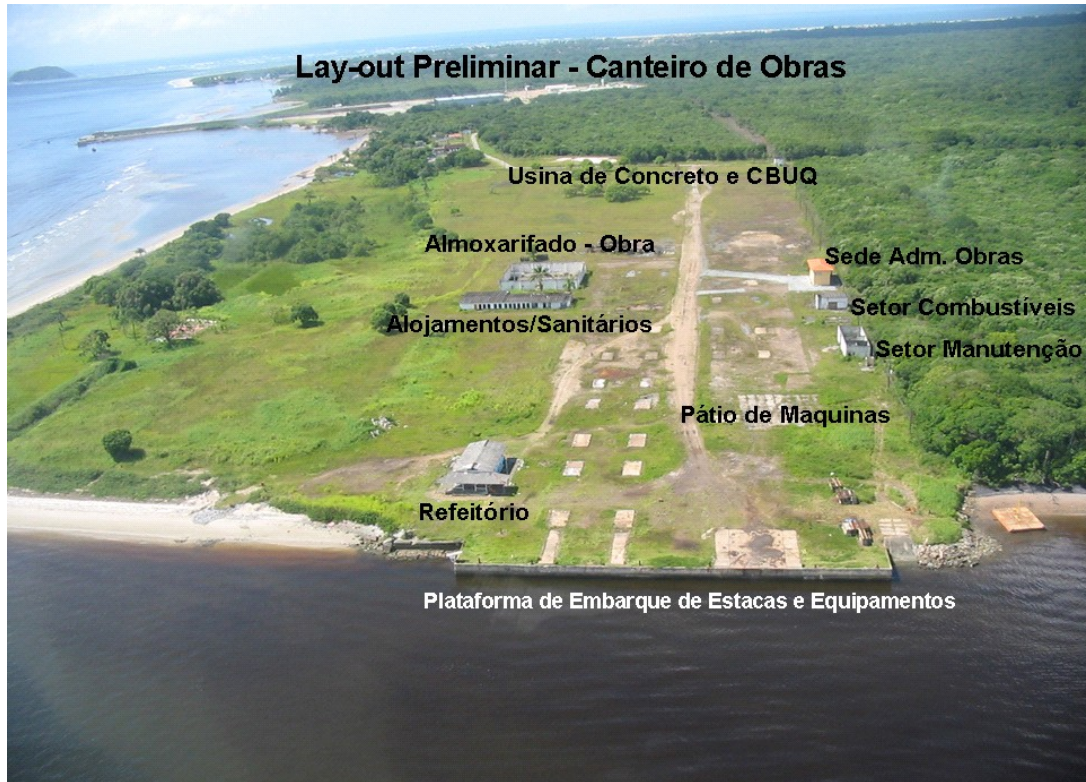 Lay-out Preliminar - Canteiro de Obras
Usina de Concreto e CBUQ
Almoxarifado - Obra
Sede Adm. Obras
Setor Combustíveis
Alojamentos/Sanitários
Setor Manutenção
Pátio de Maquinas
Refeitório
Plataforma de Embarque de Estacas e Equipamentos